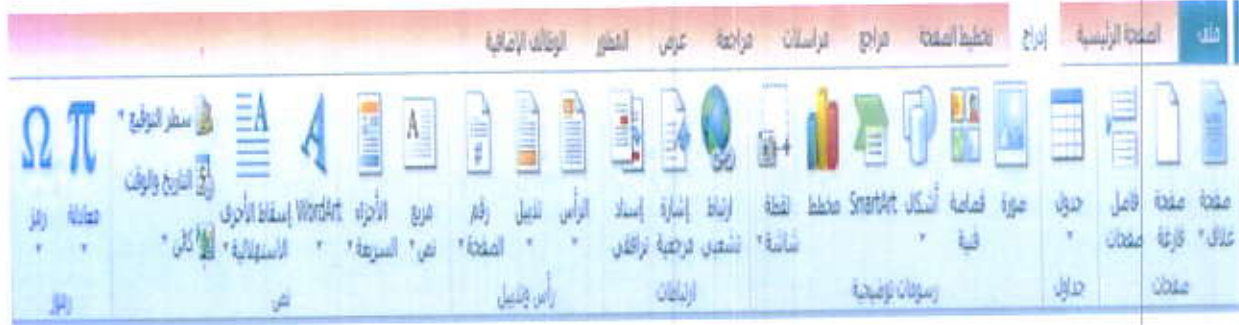 ملف الصفحة الرئيسية إدراج تخطيط الصفحة مراجع مراسلات مراجعة عرض المطور الوظائف الإضافية
صفحة غلاف
صفحة فارغة
فاصل صفحات
صفحات
جدول
جداول
صورة
قصاصة فنية
أشكال
SmartArt
مخطط
لقطة شاشة
رسومات توضيحية
ارتباط تشعبي
إشارة مرجعية
إسناد ترافقي
ارتباطات
الرأس
تذييل
رقم الصفحة
#
رأس وتذييل
A
مربع نص
الأجزاء السريعة
A
WordArt
A
إسقاط الأحرف الاستهلالية
سطر التوقيع
5 التاريخ والوقت
كائن
نص
π
معادلة
Ω
رمز
رموز